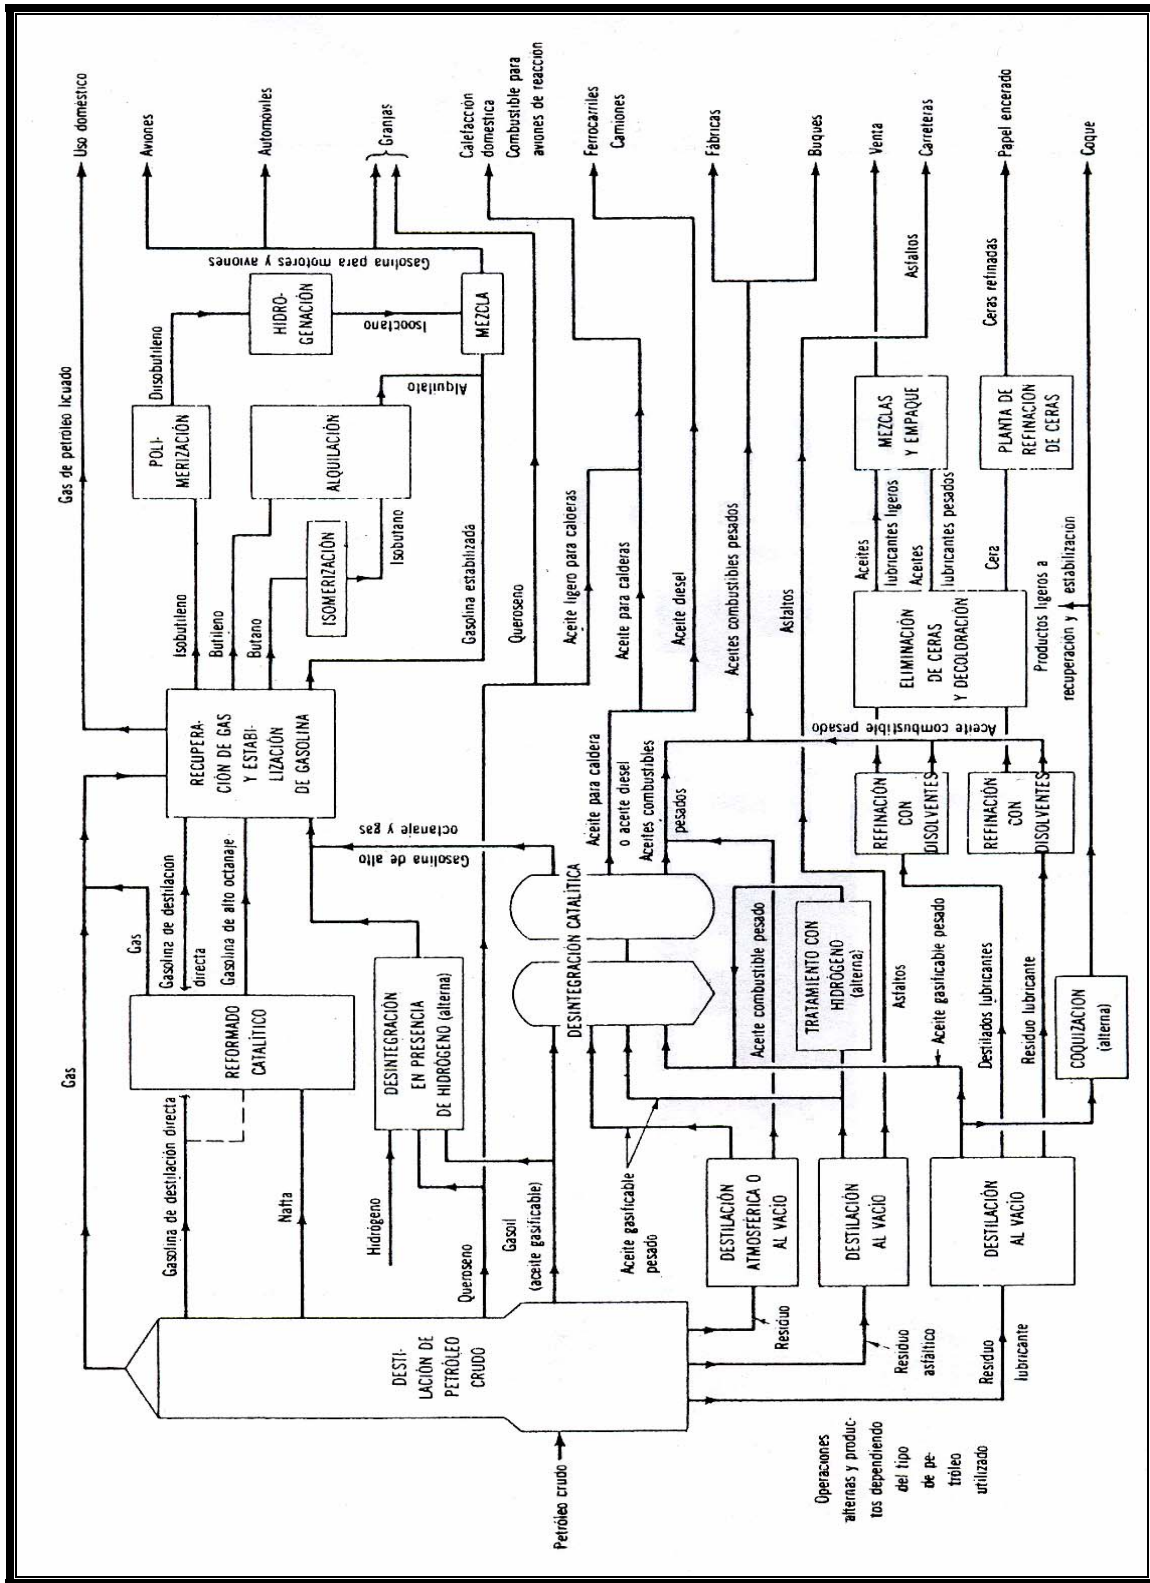 Petróleo crudo
DESTI-
LACIÓN DE
PETRÓLEO
CRUDO
Gas
Gasolina de destilación directa
Nafta
Hidrógeno
Queroseno
Gasoil
(aceite gasificable)
Residuo
Residuo
asfáltico
Residuo
lubricante
Operaciones
alternas y produc-
tos dependiendo
del tipo
de pe-
tróleo
utilizado
REFORMADO
CATALÍTICO
Gas
Gasolina de destilación
directa
Gasolina de alto octanaje
DESINTEGRACIÓN
EN PRESENCIA
DE HIDRÓGENO (alterna)
Aceite gasificable
pesado
DESTILACIÓN
ATMOSFÉRICA O
AL VACÍO
DESTILACIÓN
AL VACÍO
DESTILACIÓN
AL VACÍO
DESINTEGRACIÓN CATALÍTICA
Gasolina de alto
octanaje y gas
Aceite combustible pesado
TRATAMIENTO CON
HIDRÓGENO
(alterna)
Asfaltos
Aceite gasificable pesado
Destilados lubricantes
Residuo lubricante
COQUIZACION
(alterna)
RECUPERA-
CIÓN DE GAS
Y ESTABI-
LIZACIÓN
DE GASOLINA
Aceite para caldera
o aceite diesel
Aceites combustibles
pesados
REFINACIÓN
CON
DISOLVENTES
REFINACIÓN
CON
DISOLVENTES
Aceite combustible pesado
Gas de petróleo licuado
Isobutileno
Butileno
Butano
ISOMERIZACIÓN
Isobutano
Gasolina estabilizada
Queroseno
Aceite ligero para calderas
Aceite para calderas
Aceite diesel
Aceites combustibles pesados
Asfaltos
ELIMINACIÓN
DE CERAS
Y DECOLORACIÓN
Productos ligeros a
recuperación y estabilizacion
Aceites
lubricantes ligeros
Aceites
lubricantes pesados
Cera
POLI-
MERIZACIÓN
Diisobutileno
ALQUILACIÓN
Alquilato
HIDRO-
GENACIÓN
Isooctano
MEZCLA
Gasolina para motores y aviones
MEZCLAS
Y EMPAQUE
PLANTA DE
REFINACION
DE CERAS
Asfaltos
Ceras refinadas
Uso doméstico
Aviones
Automóviles
Granjas
Calefacción
domestica
Combustible para
aviones de reacción
Ferrocarriles
Camiones
Fábricas
Buques
Venta
Carreteras
Papel encerado
Coque